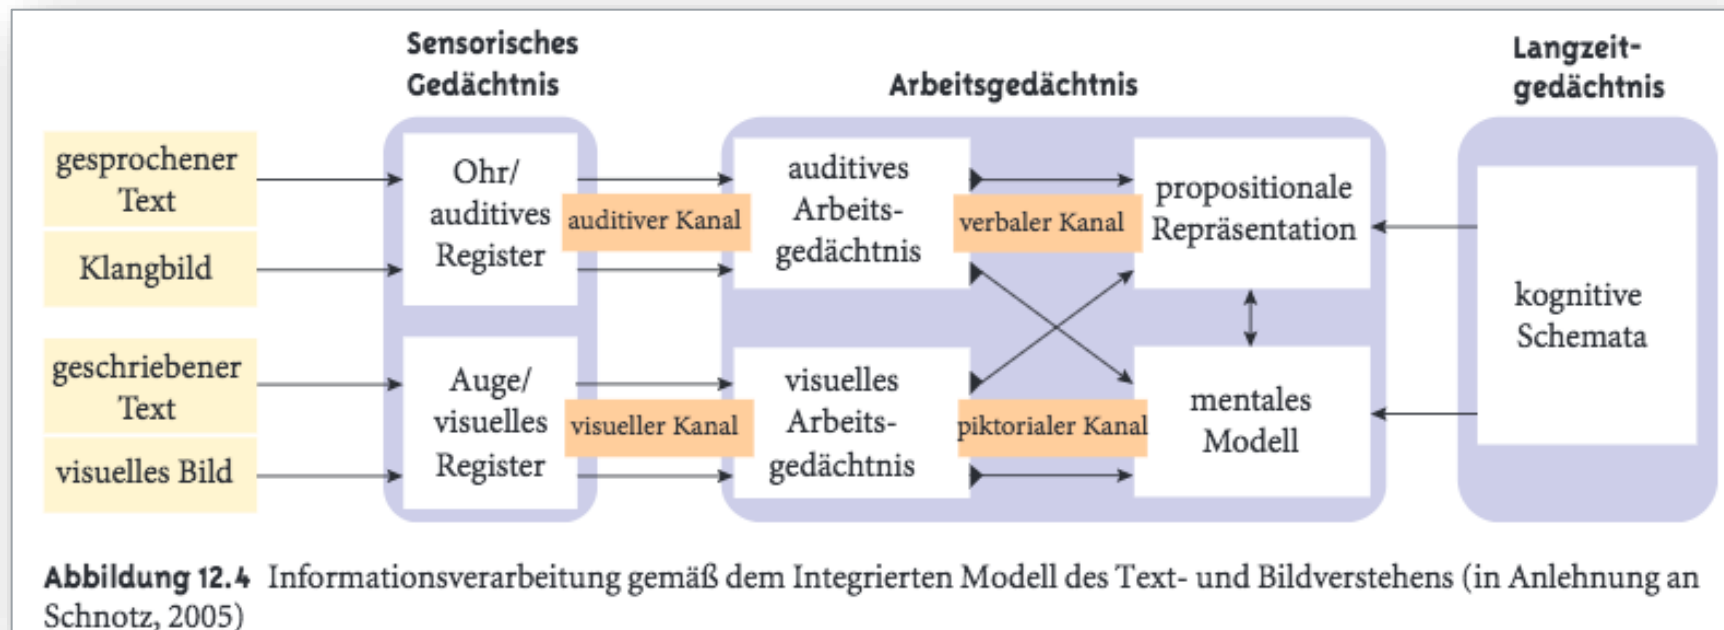 Sensorisches
Gedächtnis
Arbeitsgedächtnis
Langzeit-
gedächtnis
gesprochener
Text
Klangbild
geschriebener
Text
visuelles Bild
Ohr/
auditives
Register
Auge/
visuelles
Register
auditiver Kanal
visueller Kanal
auditives
Arbeits-
gedächtnis
visuelles
Arbeits-
gedächtnis
verbaler Kanal
piktorialer Kanal
propositionale
Repräsentation
mentales
Modell
kognitive
Schemata
Abbildung 12.4 Informationsverarbeitung gemäß dem Integrierten Modell des Text- und Bildverstehens (in Anlehnung an
Schnotz, 2005)